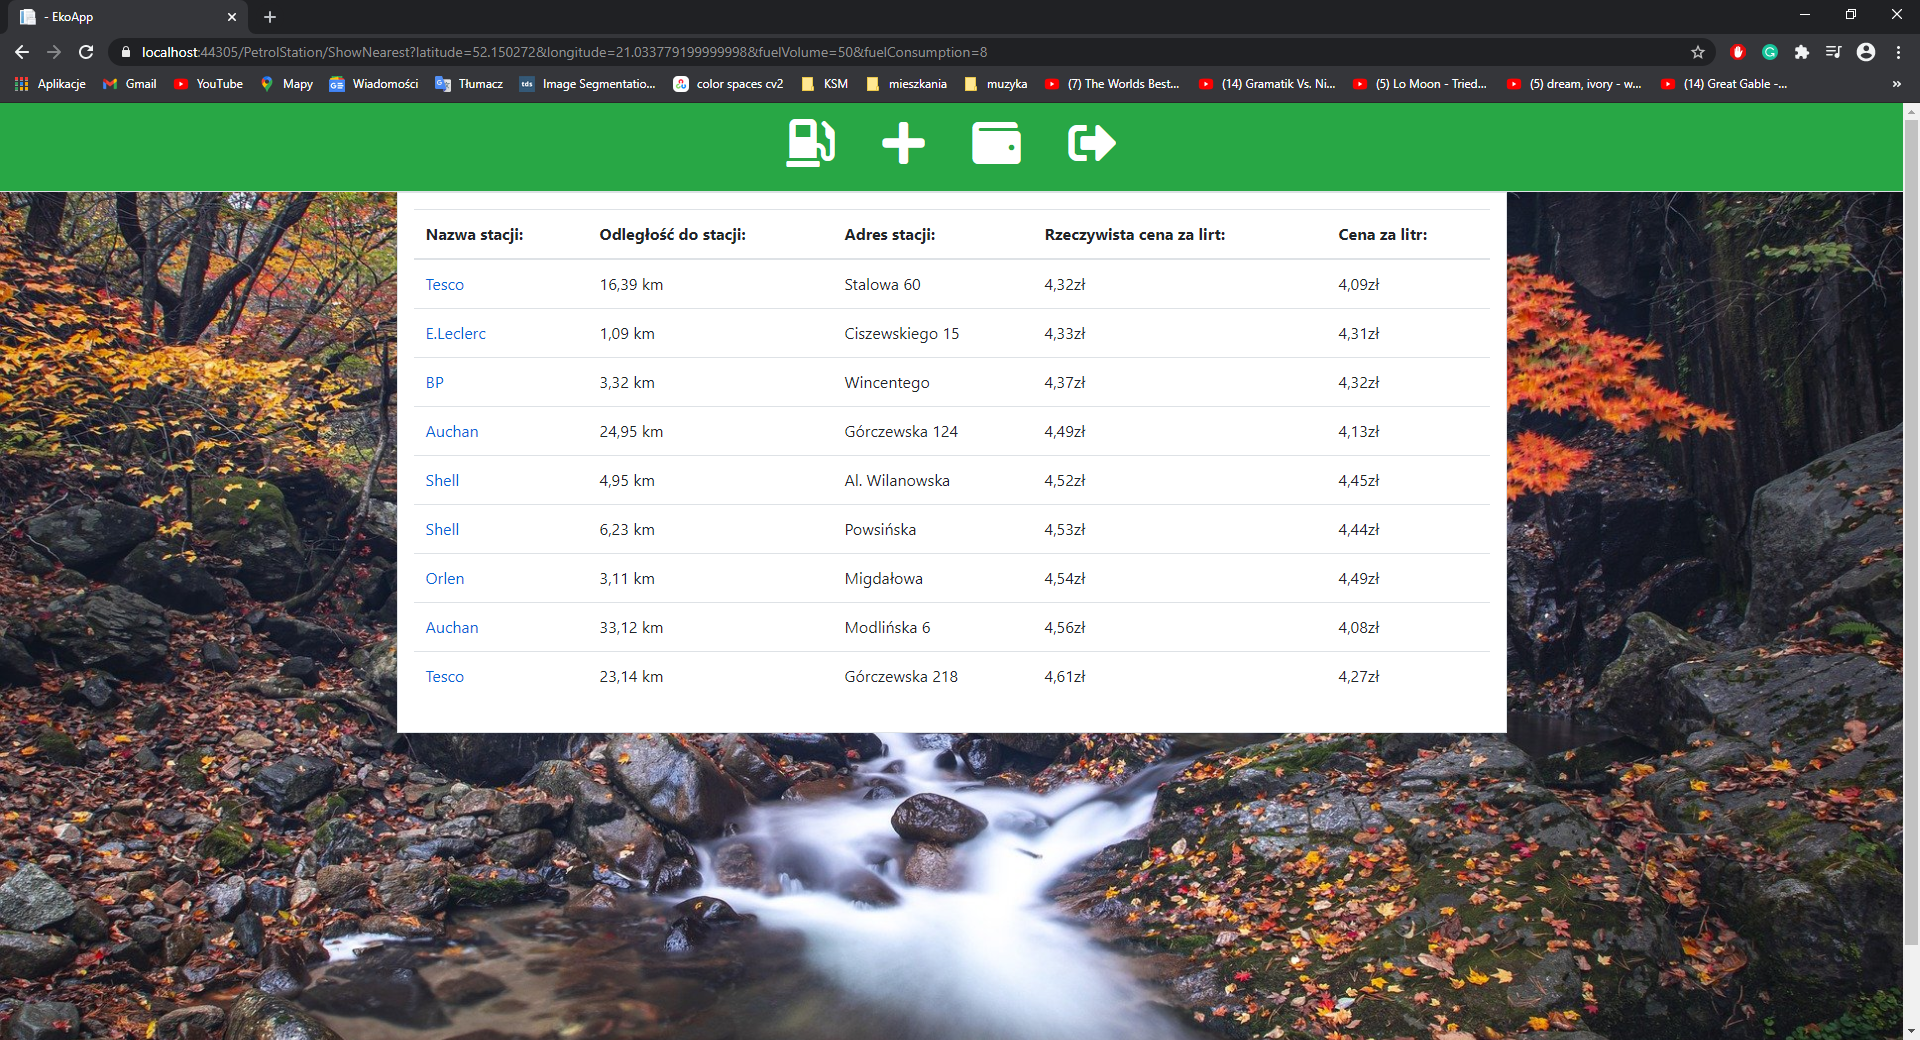 - EkoApp
localhost:44305/PetrolStation/ShowNearest?latitude=52.150272&longitude=21.033779199999998&fuelVolume=50&fuelConsumption=8
Aplikacje Gmail YouTube Mapy Wiadomości Tłumacz tds Image Segmentatio... color spaces cv2 KSM mieszkania muzyka (7) The Worlds Best... (14) Gramatik Vs. Ni... (5) Lo Moon - Tried... (5) dream, ivory - w... (14) Great Gable -... »
Nazwa stacji: Odległość do stacji: Adres stacji: Rzeczywista cena za lirt: Cena za litr:
Tesco 16,39 km Stalowa 60 4,32zł 4,09zł
E.Leclerc 1,09 km Ciszewskiego 15 4,33zł 4,31zł
BP 3,32 km Wincentego 4,37zł 4,32zł
Auchan 24,95 km Górczewska 124 4,49zł 4,13zł
Shell 4,95 km Al. Wilanowska 4,52zł 4,45zł
Shell 6,23 km Powsińska 4,53zł 4,44zł
Orlen 3,11 km Migdałowa 4,54zł 4,49zł
Auchan 33,12 km Modlińska 6 4,56zł 4,08zł
Tesco 23,14 km Górczewska 218 4,61zł 4,27zł